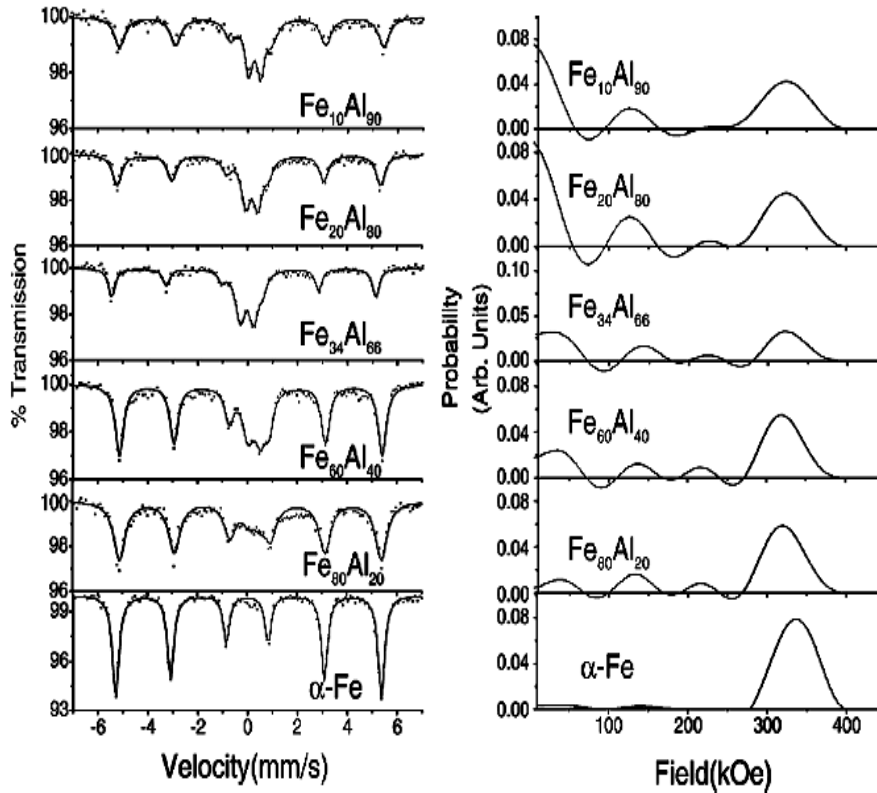 % Transmission
100
98
96
Fe₁₀Al₉₀
100
98
96
Fe₂₀Al₈₀
100
98
96
Fe₃₄Al₆₆
100
98
96
Fe₆₀Al₄₀
100
98
96
Fe₈₀Al₂₀
99
96
93
α-Fe
-6 -4 -2 0 2 4 6
Velocity(mm/s)
Probability
(Arb. Units)
0.08
0.04
0.00
Fe₁₀Al₉₀
0.08
0.04
0.00
Fe₂₀Al₈₀
0.10
0.05
0.00
Fe₃₄Al₆₆
0.08
0.04
0.00
Fe₆₀Al₄₀
0.08
0.04
0.00
Fe₈₀Al₂₀
0.08
0.04
0.00
α-Fe
100 200 300 400
Field(kOe)